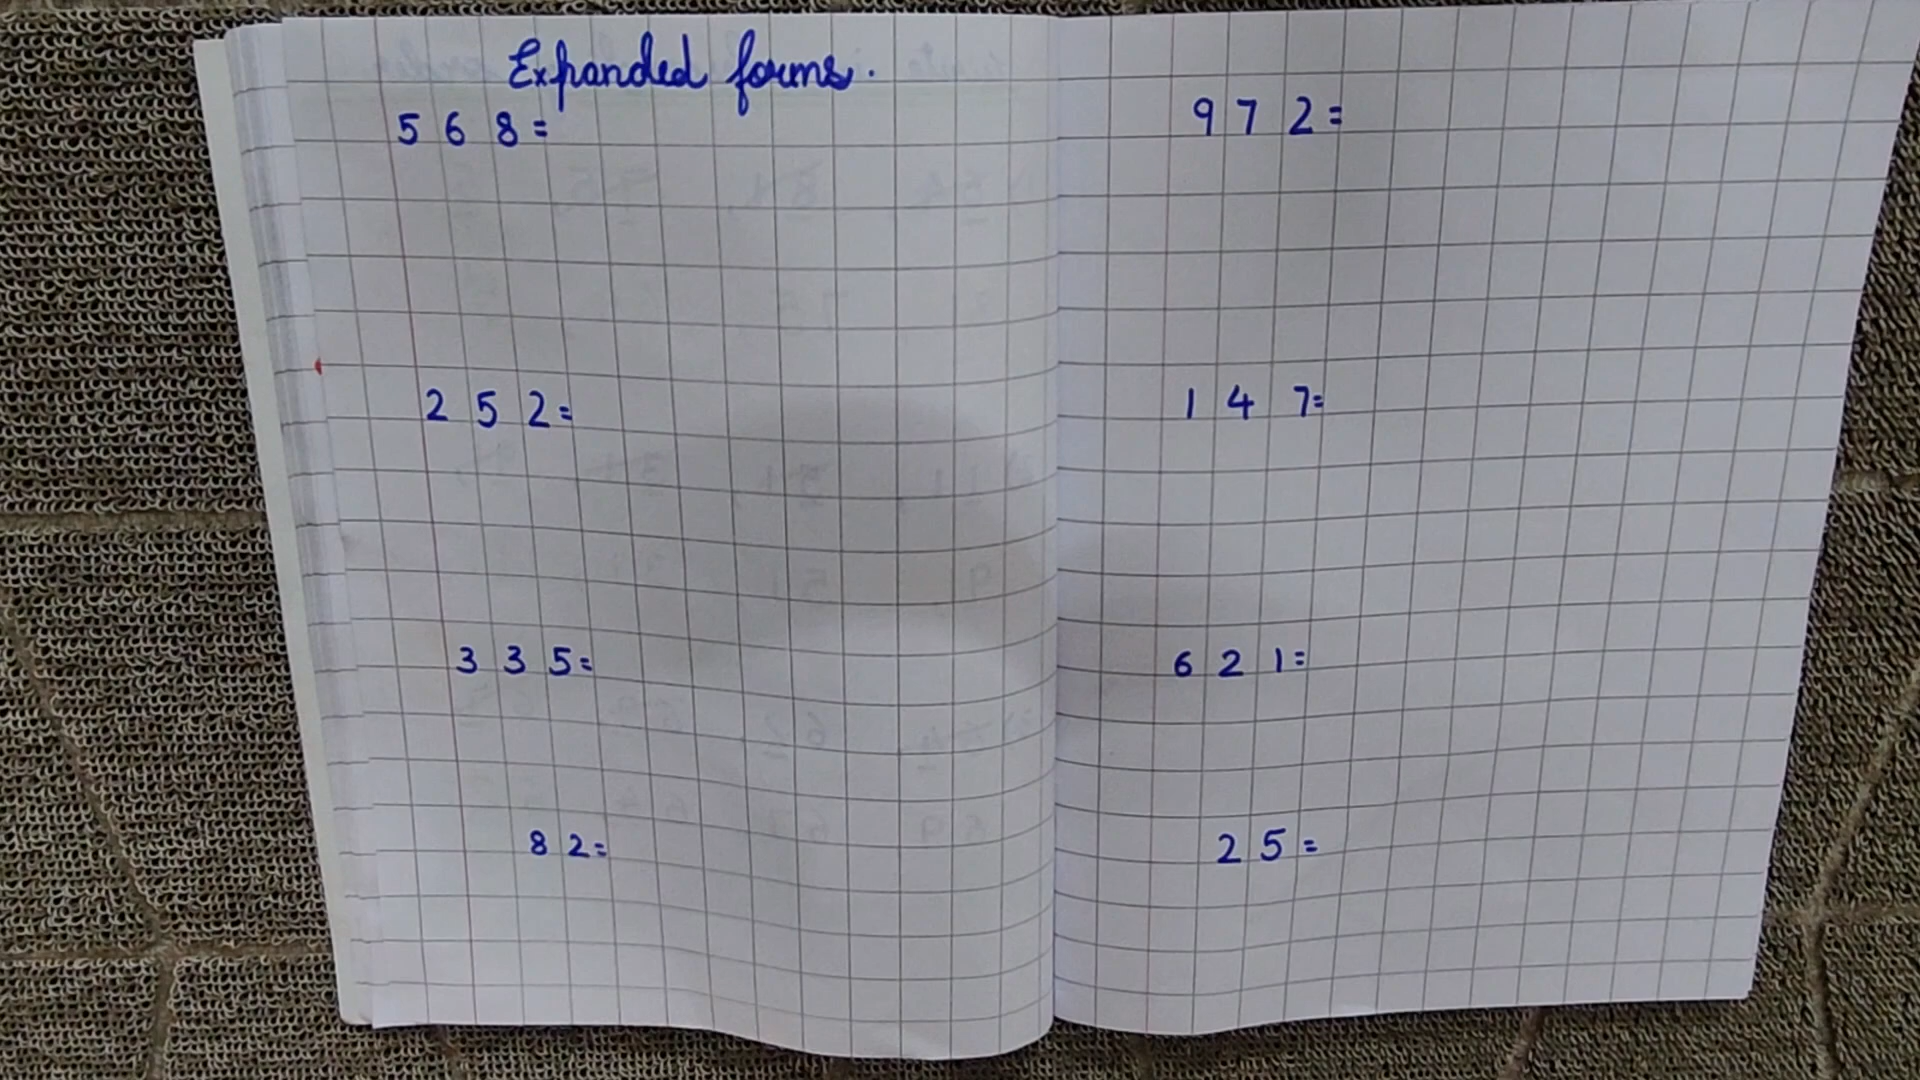 Expanded forms.
5 6 8 =
2 5 2 =
3 3 5 =
8 2 =
9 7 2 =
1 4 7 =
6 2 1 =
2 5 =